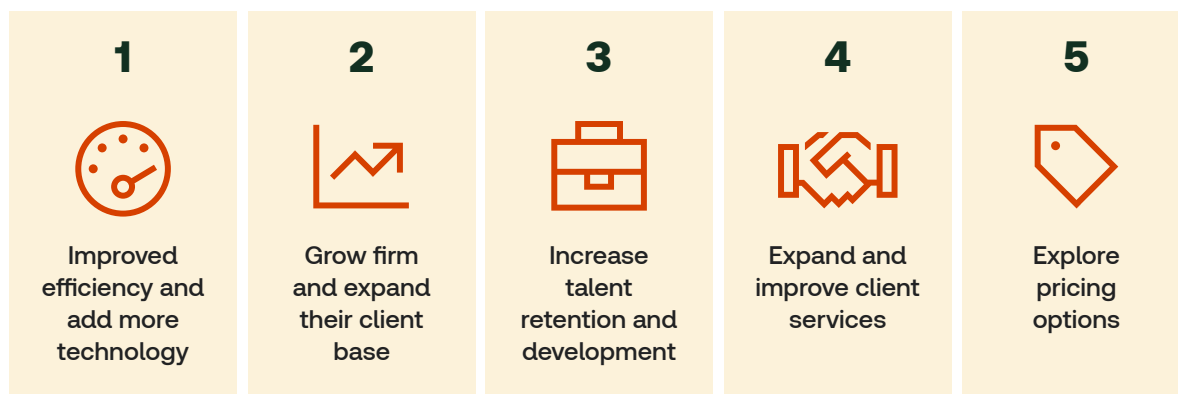 1
Improved
efficiency and
add more
technology
2
Grow firm
and expand
their client
base
3
Increase
talent
retention and
development
4
Expand and
improve client
services
5
Explore
pricing
options